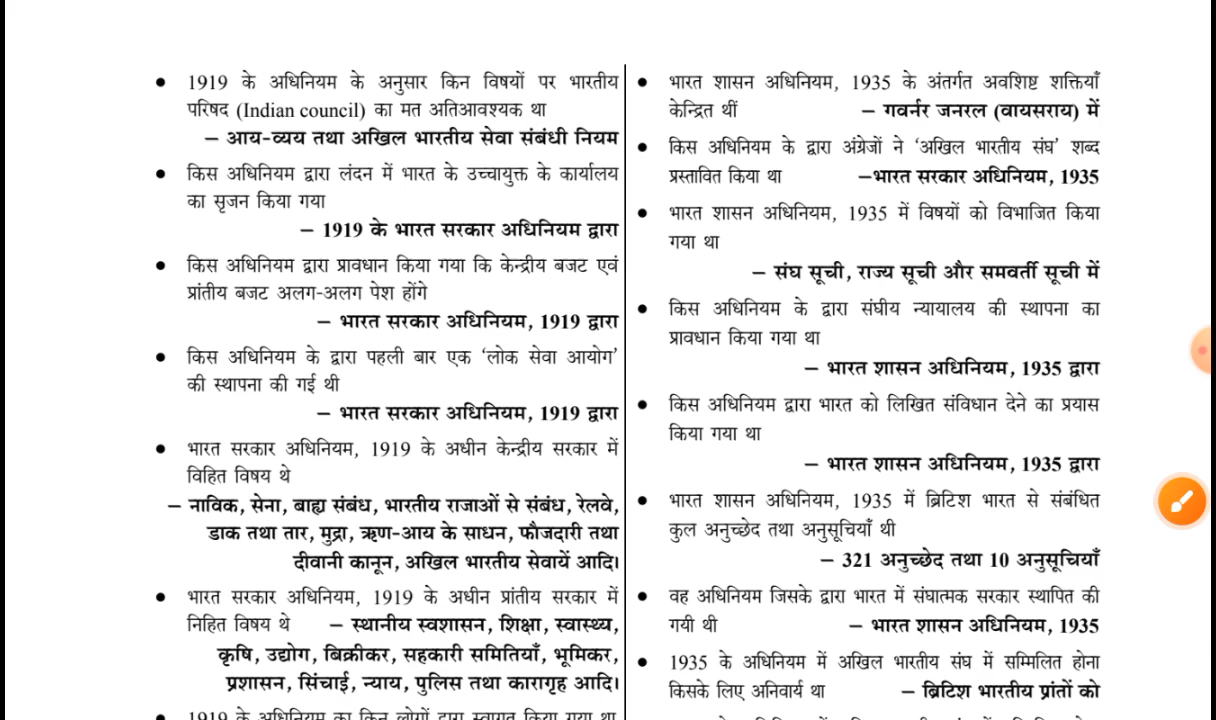 • 1919 के अधिनियम के अनुसार किन विषयों पर भारतीय
परिषद (Indian council) का मत अतिआवश्यक था
– आय-व्यय तथा अखिल भारतीय सेवा संबंधी नियम
• किस अधिनियम द्वारा लंदन में भारत के उच्चायुक्त के कार्यालय
का सृजन किया गया
– 1919 के भारत सरकार अधिनियम द्वारा
• किस अधिनियम द्वारा प्रावधान किया गया कि केन्द्रीय बजट एवं
प्रांतीय बजट अलग-अलग पेश होंगे
– भारत सरकार अधिनियम, 1919 द्वारा
• किस अधिनियम के द्वारा पहली बार एक ‘लोक सेवा आयोग’
की स्थापना की गई थी
– भारत सरकार अधिनियम, 1919 द्वारा
• भारत सरकार अधिनियम, 1919 के अधीन केन्द्रीय सरकार में
विहित विषय थे
– नाविक, सेना, बाह्य संबंध, भारतीय राजाओं से संबंध, रेलवे,
डाक तथा तार, मुद्रा, ऋण-आय के साधन, फौजदारी तथा
दीवानी कानून, अखिल भारतीय सेवायें आदि।
• भारत सरकार अधिनियम, 1919 के अधीन प्रांतीय सरकार में
निहित विषय थे – स्थानीय स्वशासन, शिक्षा, स्वास्थ्य,
कृषि, उद्योग, बिक्रीकर, सहकारी समितियाँ, भूमिकर,
प्रशासन, सिंचाई, न्याय, पुलिस तथा कारागृह आदि।
• 1919 के अधिनियम का किन लोगों द्वारा स्वागत किया गया था
• भारत शासन अधिनियम, 1935 के अंतर्गत अवशिष्ट शक्तियाँ
केन्द्रित थीं – गवर्नर जनरल (वायसराय) में
• किस अधिनियम के द्वारा अंग्रेजों ने ‘अखिल भारतीय संघ’ शब्द
प्रस्तावित किया था –भारत सरकार अधिनियम, 1935
• भारत शासन अधिनियम, 1935 में विषयों को विभाजित किया
गया था
– संघ सूची, राज्य सूची और समवर्ती सूची में
• किस अधिनियम के द्वारा संघीय न्यायालय की स्थापना का
प्रावधान किया गया था
– भारत शासन अधिनियम, 1935 द्वारा
• किस अधिनियम द्वारा भारत को लिखित संविधान देने का प्रयास
किया गया था
– भारत शासन अधिनियम, 1935 द्वारा
• भारत शासन अधिनियम, 1935 में ब्रिटिश भारत से संबंधित
कुल अनुच्छेद तथा अनुसूचियाँ थी
– 321 अनुच्छेद तथा 10 अनुसूचियाँ
• वह अधिनियम जिसके द्वारा भारत में संघात्मक सरकार स्थापित की
गयी थी – भारत शासन अधिनियम, 1935
• 1935 के अधिनियम में अखिल भारतीय संघ में सम्मिलित होना
किसके लिए अनिवार्य था – ब्रिटिश भारतीय प्रांतों को